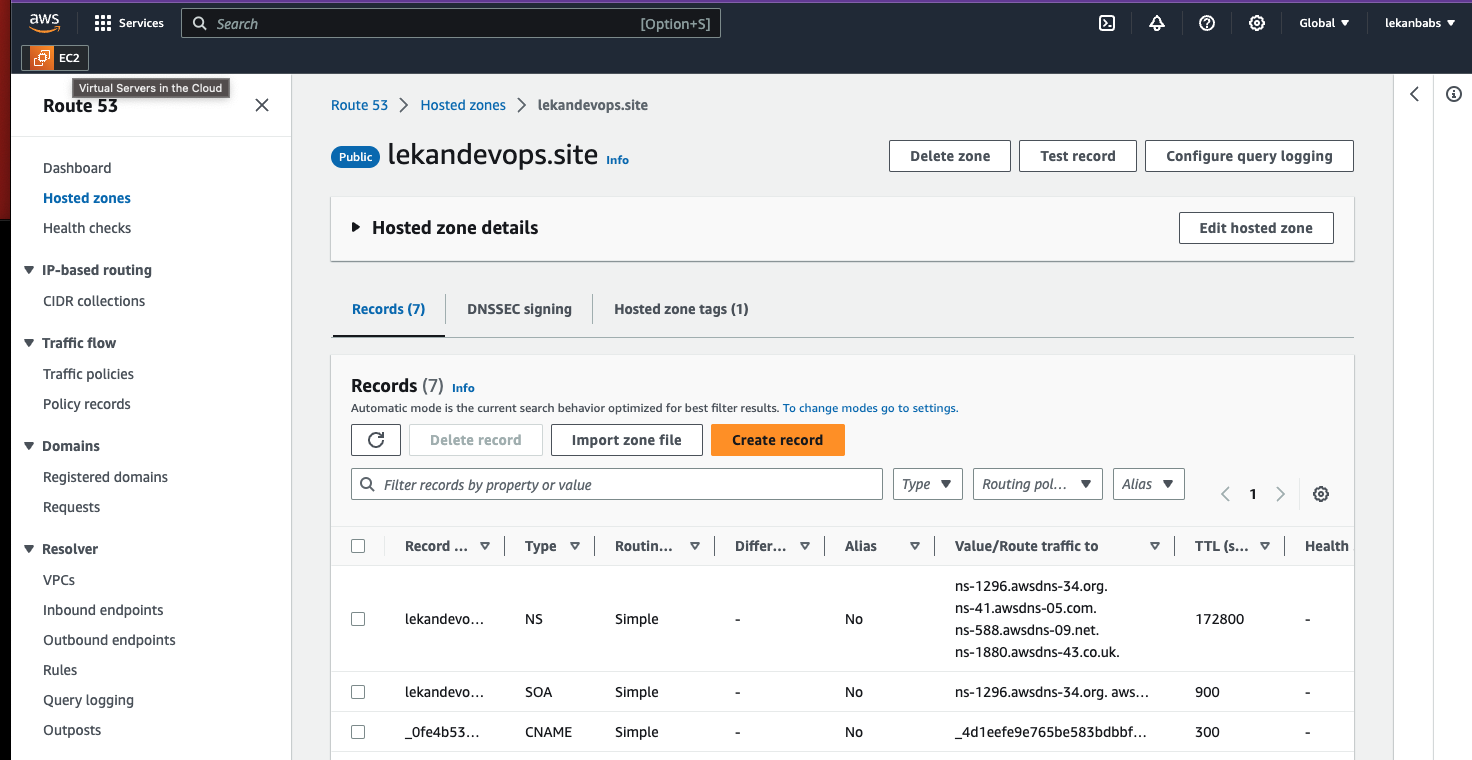 aws Services Search [Option+S] Global lekanbabs
EC2
Virtual Servers in the Cloud
Route 53
Dashboard
Hosted zones
Health checks
IP-based routing
CIDR collections
Traffic flow
Traffic policies
Policy records
Domains
Registered domains
Requests
Resolver
VPCs
Inbound endpoints
Outbound endpoints
Rules
Query logging
Outposts
Route 53 Hosted zones lekandevops.site
Public lekandevops.site Info Delete zone Test record Configure query logging
Hosted zone details Edit hosted zone
Records (7) DNSSEC signing Hosted zone tags (1)
Records (7) Info
Automatic mode is the current search behavior optimized for best filter results. To change modes go to settings.
Delete record Import zone file Create record
Filter records by property or value Type Routing pol... Alias 1
Record ... Type Routin... Differ... Alias Value/Route traffic to TTL (s... Health
ns-1296.awsdns-34.org.
ns-41.awsdns-05.com.
lekandevo... NS Simple - No 172800 -
ns-588.awsdns-09.net.
ns-1880.awsdns-43.co.uk.
lekandevo... SOA Simple - No ns-1296.awsdns-34.org. aws... 900 -
_0fe4b53... CNAME Simple - No _4d1eefe9e765be583bdbbf... 300 -